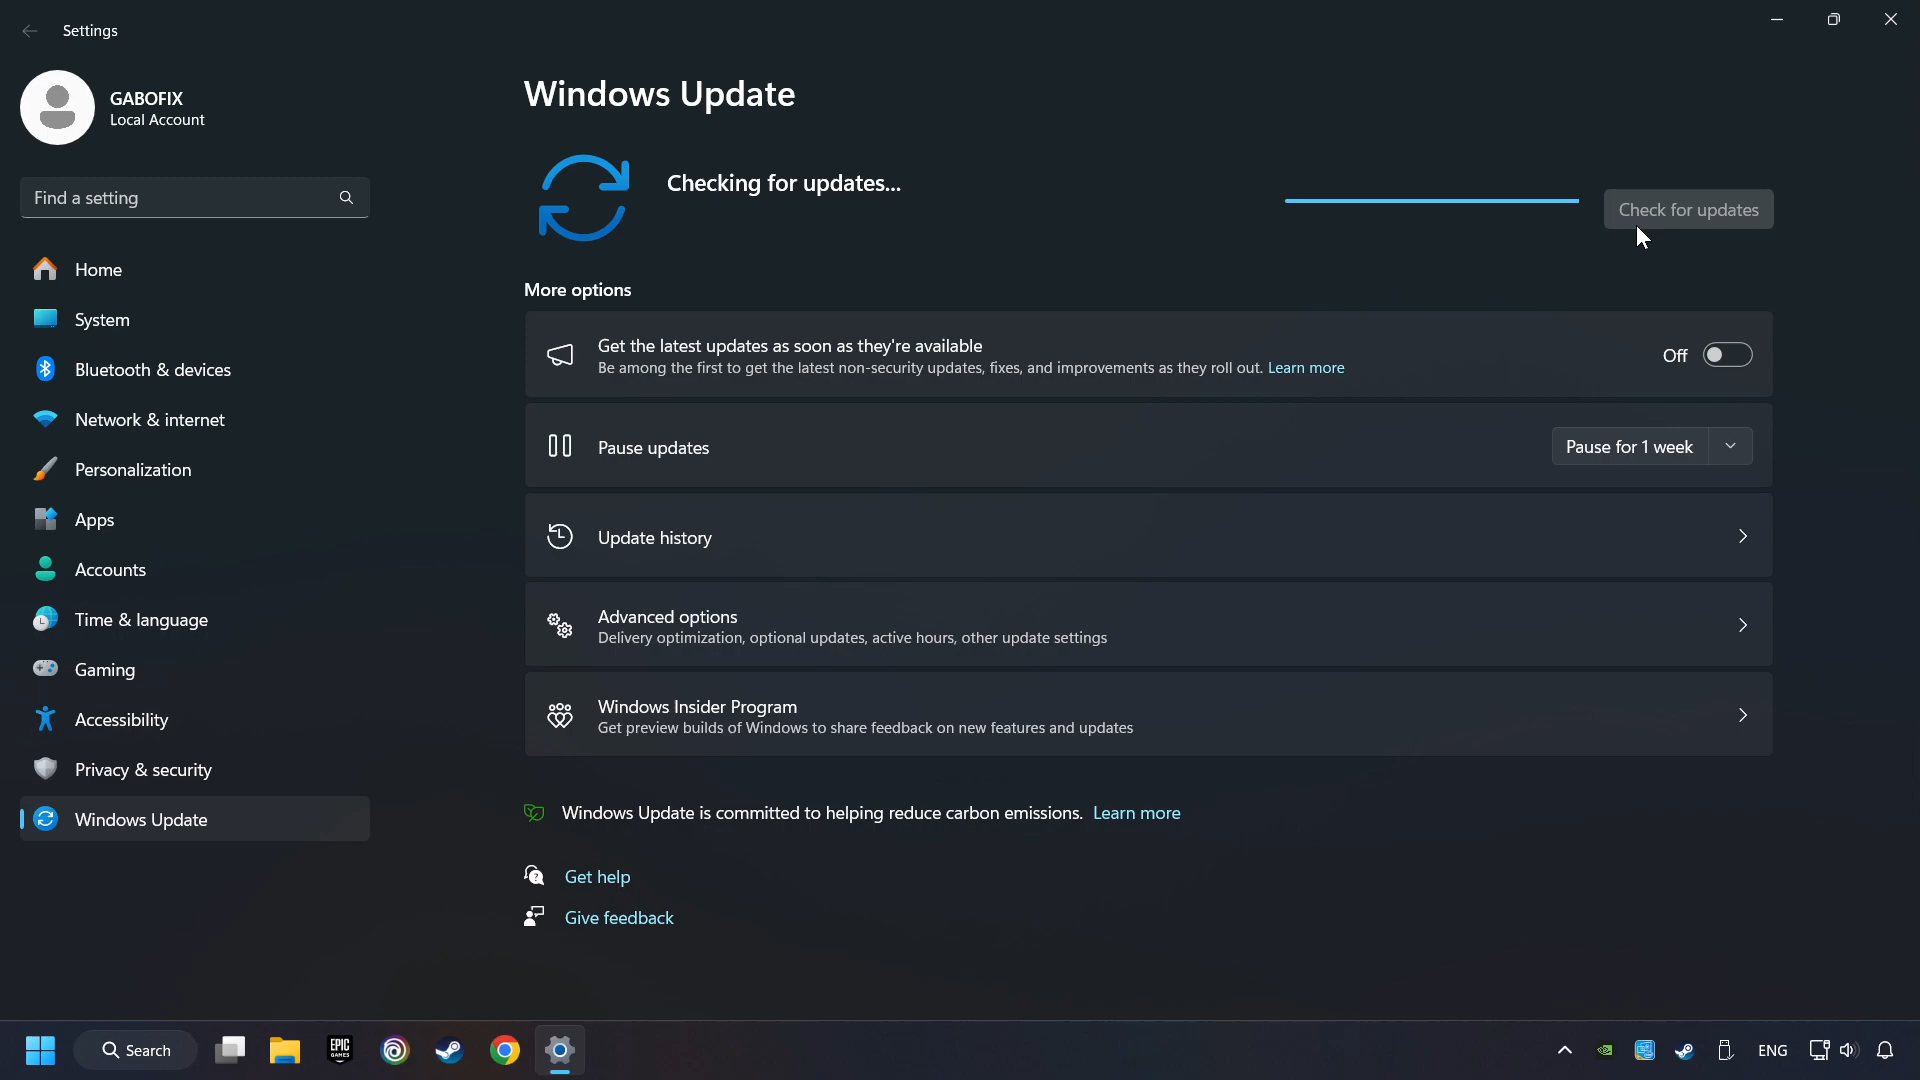 Settings
GABOFIX
Local Account
Find a setting
Home
System
Bluetooth & devices
Network & internet
Personalization
Apps
Accounts
Time & language
Gaming
Accessibility
Privacy & security
Windows Update
Windows Update
Checking for updates...
Check for updates
More options
Get the latest updates as soon as they're available
Be among the first to get the latest non-security updates, fixes, and improvements as they roll out. Learn more
Off
Pause updates
Pause for 1 week
Update history
Advanced options
Delivery optimization, optional updates, active hours, other update settings
Windows Insider Program
Get preview builds of Windows to share feedback on new features and updates
Windows Update is committed to helping reduce carbon emissions. Learn more
Get help
Give feedback
Search
EPIC
GAMES
ENG